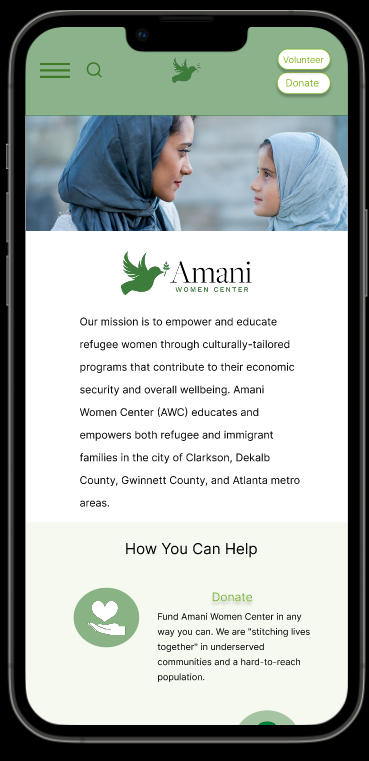 Volunteer
Donate
Amani
WOMEN CENTER
Our mission is to empower and educate
refugee women through culturally-tailored
programs that contribute to their economic
security and overall wellbeing. Amani
Women Center (AWC) educates and
empowers both refugee and immigrant
families in the city of Clarkson, Dekalb
County, Gwinnett County, and Atlanta metro
areas.
How You Can Help
Donate
Fund Amani Women Center in any
way you can. We are "stitching lives
together" in underserved
communities and a hard-to-reach
population.